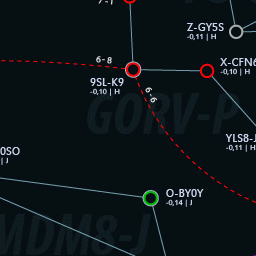 7-1
Z-GY5S
-0,11 | H
6-8
X-CFN6
-0,10 | H
9SL-K9
-0,10 | H
6-6
GORV-P
YLS8-J
-0,11 | H
0SO
| J
O-BY0Y
-0,14 | J
MDM8-J